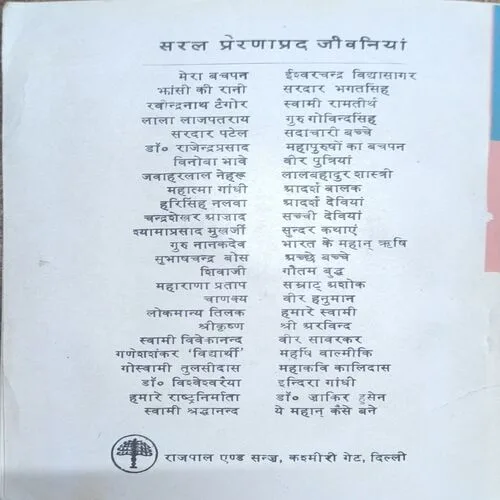 सरल प्रेरणाप्रद जीवनियां
मेरा बचपन
झांसी की रानी
रवीन्द्रनाथ टैगोर
लाला लाजपतराय
सरदार पटेल
डॉ० राजेन्द्रप्रसाद
विनोबा भावे
जवाहरलाल नेहरू
महात्मा गांधी
हरिसिंह नलवा
चन्द्रशेखर आज़ाद
श्यामाप्रसाद मुखर्जी
गुरु नानकदेव
सुभाषचन्द्र बोस
शिवाजी
महाराणा प्रताप
चाणक्य
लोकमान्य तिलक
श्रीकृष्ण
स्वामी विवेकानन्द
गणेशशंकर 'विद्यार्थी'
गोस्वामी तुलसीदास
डॉ० विश्वेश्वरैया
हमारे राष्ट्रनिर्माता
स्वामी श्रद्धानन्द
ईश्वरचन्द्र विद्यासागर
सरदार भगतसिंह
स्वामी रामतीर्थ
गुरु गोविन्दसिंह
सदाचारी बच्चे
महापुरुषों का बचपन
वीर पुत्रियां
लालबहादुर शास्त्री
आदर्श बालक
आदर्श देवियां
सच्ची देवियां
सुन्दर कथाएं
भारत के महान् ऋषि
अच्छे बच्चे
गौतम बुद्ध
सम्राट् अशोक
वीर हनुमान
हमारे स्वामी
श्री अरविन्द
वीर सावरकर
महर्षि वाल्मीकि
महाकवि कालिदास
इन्दिरा गांधी
डॉ० ज़ाकिर हुसेन
ये महान् कैसे बने
राजपाल एण्ड सन्ज़, कश्मीरी गेट, दिल्ली